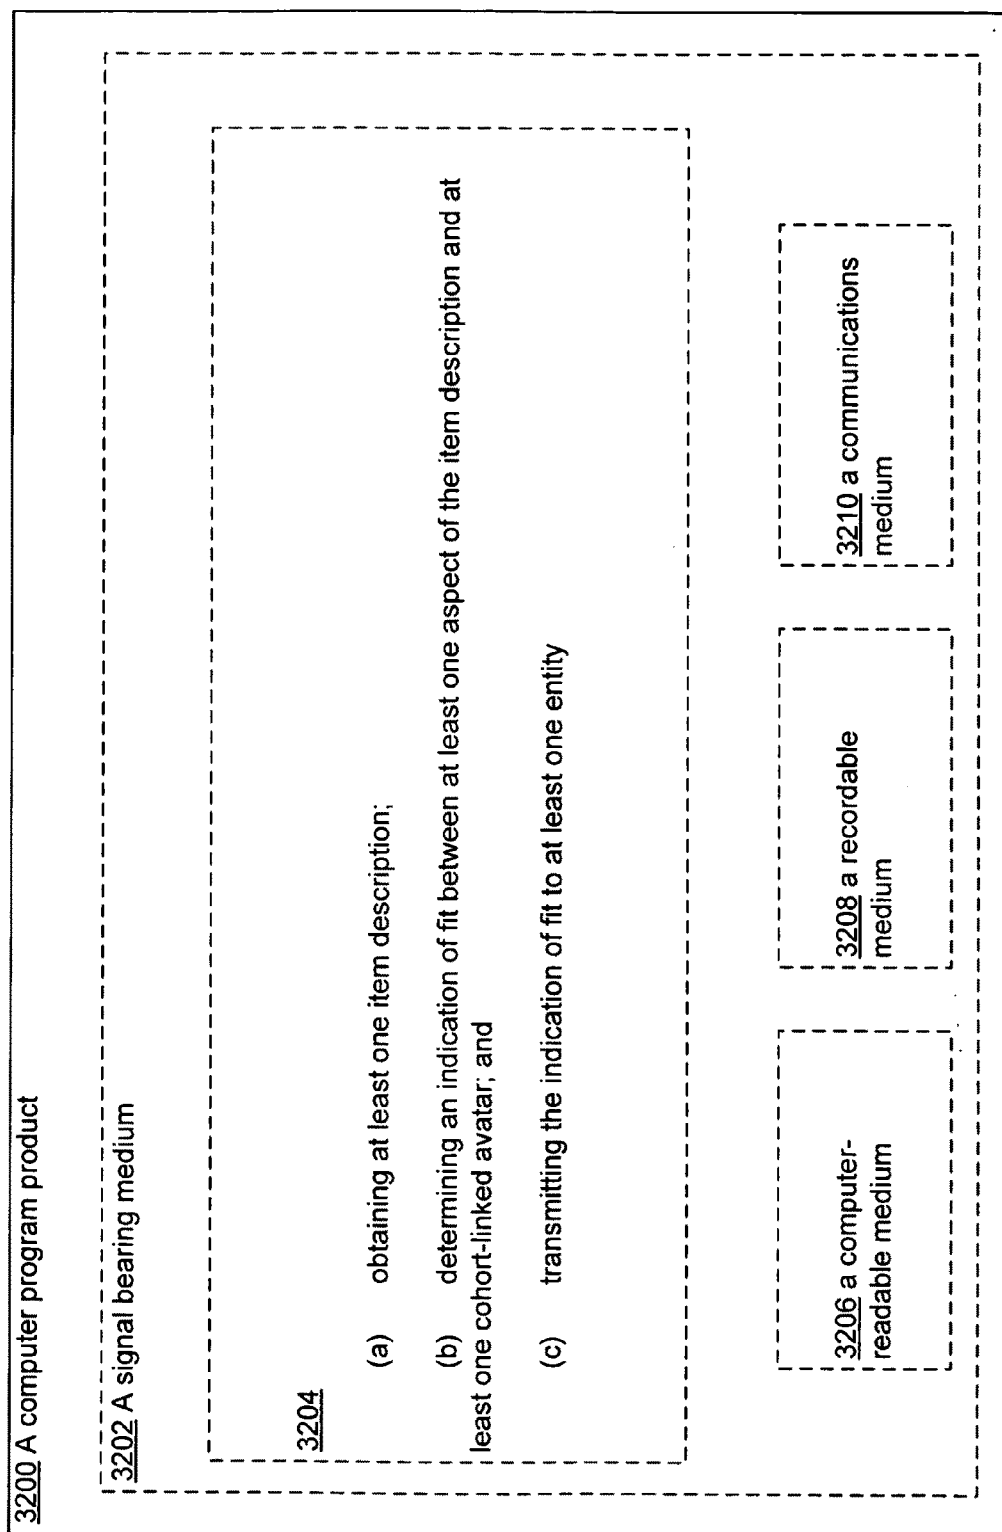 3200 A computer program product
3202 A signal bearing medium
3204
(a) obtaining at least one item description;
(b) determining an indication of fit between at least one aspect of the item description and at
least one cohort-linked avatar; and
(c) transmitting the indication of fit to at least one entity
3206 a computer-
readable medium
3208 a recordable
medium
3210 a communications
medium